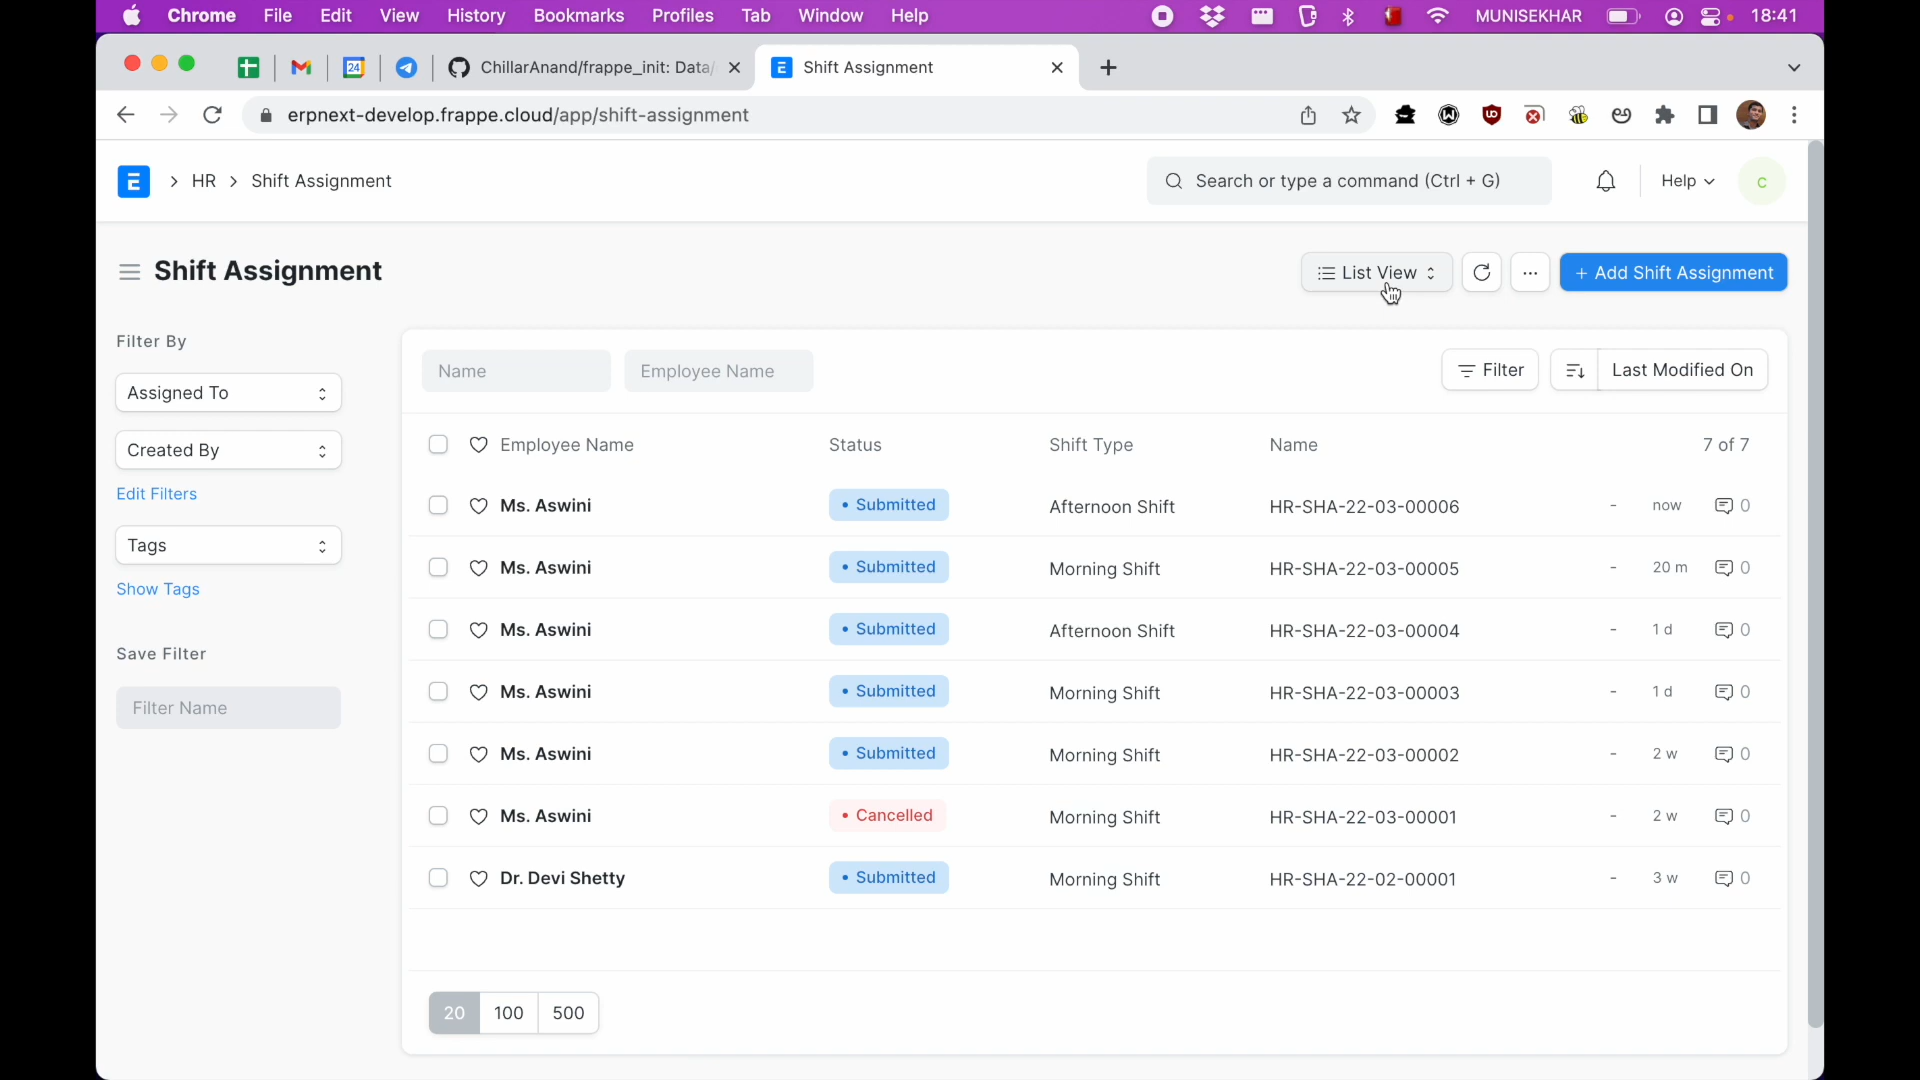 Chrome File Edit View History Bookmarks Profiles Tab Window Help MUNISEKHAR 18:41
24 ChillarAnand/frappe_init: Data/ Shift Assignment
erpnext-develop.frappe.cloud/app/shift-assignment
E HR Shift Assignment Search or type a command (Ctrl + G) Help C
Shift Assignment List View ... + Add Shift Assignment
Filter By
Assigned To
Created By
Edit Filters
Tags
Show Tags
Save Filter
Filter Name
Name Employee Name Filter Last Modified On
Employee Name Status Shift Type Name 7 of 7
Ms. Aswini • Submitted Afternoon Shift HR-SHA-22-03-00006 - now 0
Ms. Aswini • Submitted Morning Shift HR-SHA-22-03-00005 - 20 m 0
Ms. Aswini • Submitted Afternoon Shift HR-SHA-22-03-00004 - 1 d 0
Ms. Aswini • Submitted Morning Shift HR-SHA-22-03-00003 - 1 d 0
Ms. Aswini • Submitted Morning Shift HR-SHA-22-03-00002 - 2 w 0
Ms. Aswini • Cancelled Morning Shift HR-SHA-22-03-00001 - 2 w 0
Dr. Devi Shetty • Submitted Morning Shift HR-SHA-22-02-00001 - 3 w 0
20 100 500